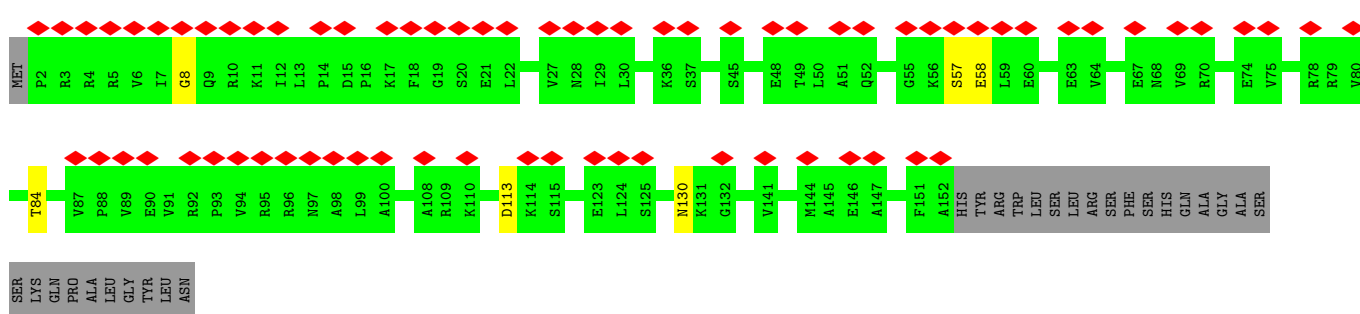 MET P2 R3 R4 R5 V6 I7 G8 Q9 R10 K11 I12 L13 P14 D15 P16 K17 F18 G19 S20 E21 L22 V27 N28 I29 L30 K36 S37 S45 E48 T49 L50 A51 Q52 G55 K56 S57 E58 L59 E60 E63 V64 E67 N68 V69 R70 E74 V75 R78 R79 V80
T84 V87 P88 V89 E90 V91 R92 P93 V94 R95 R96 N97 A98 L99 A100 A108 R109 K110 D113 K114 S115 E123 L124 S125 N130 K131 G132 V141 M144 A145 E146 A147 F151 A152 HIS TYR ARG TRP LEU SER LEU ARG SER PHE SER HIS GLN ALA GLY ALA SER
SER LYS GLN PRO ALA LEU GLY TYR LEU ASN